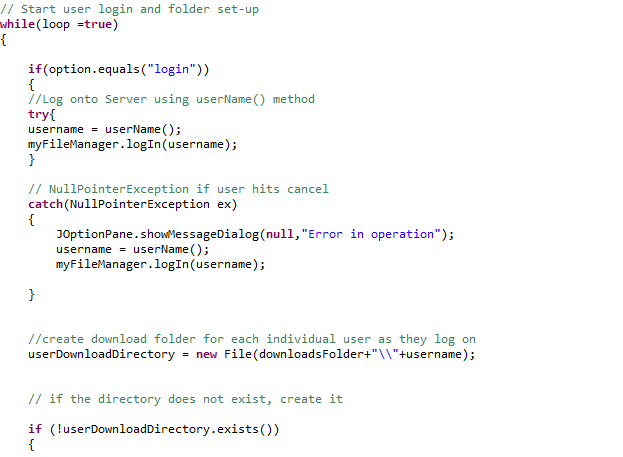 // Start user login and folder set-up
while(loop =true)
{
if(option.equals("login"))
{
//Log onto Server using userName() method
try{
username = userName();
myFileManager.logIn(username);
}
// NullPointerException if user hits cancel
catch(NullPointerException ex)
{
JOptionPane.showMessageDialog(null,"Error in operation");
username = userName();
myFileManager.logIn(username);
}
//create download folder for each individual user as they log on
userDownloadDirectory = new File(downloadsFolder+"\\"+username);
// if the directory does not exist, create it
if (!userDownloadDirectory.exists())
{